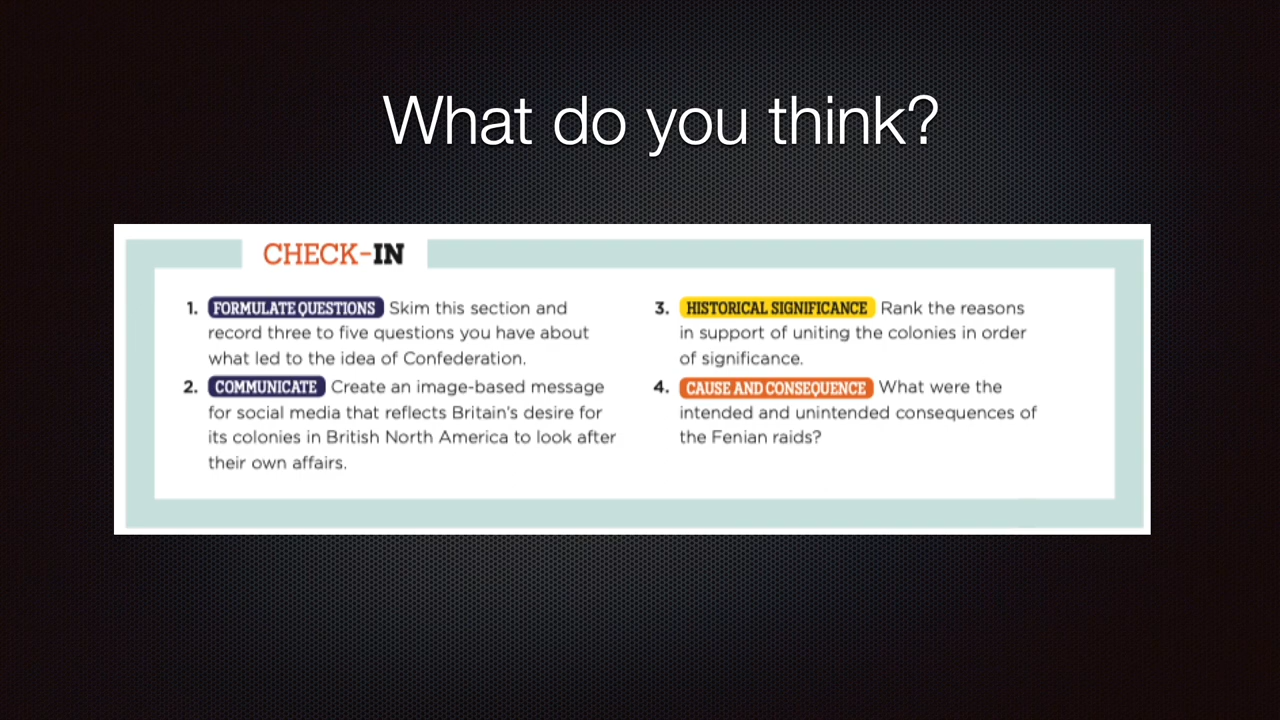 What do you think?
CHECK-IN
1. FORMULATE QUESTIONS Skim this section and
record three to five questions you have about
what led to the idea of Confederation.
2. COMMUNICATE Create an image-based message
for social media that reflects Britain's desire for
its colonies in British North America to look after
their own affairs.
3. HISTORICAL SIGNIFICANCE Rank the reasons
in support of uniting the colonies in order
of significance.
4. CAUSE AND CONSEQUENCE What were the
intended and unintended consequences of
the Fenian raids?